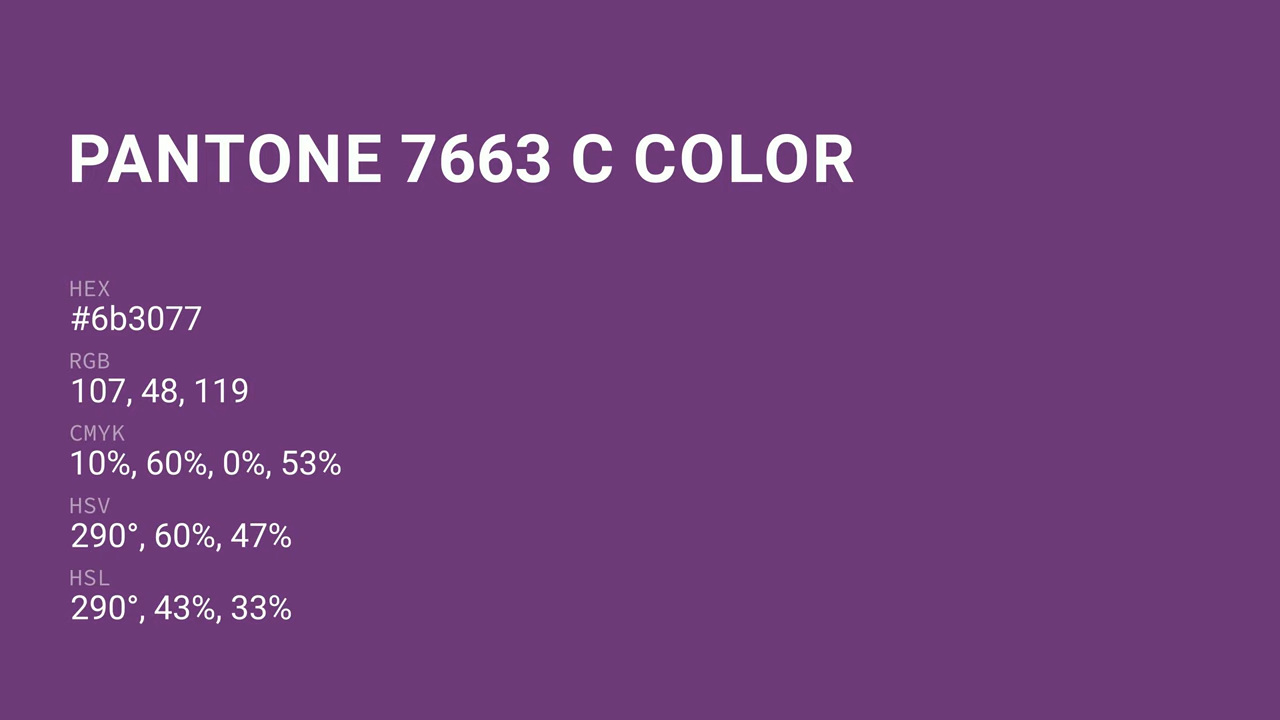 PANTONE 7663 C COLOR
HEX
#6b3077
RGB
107, 48, 119
CMYK
10%, 60%, 0%, 53%
HSV
290°, 60%, 47%
HSL
290°, 43%, 33%